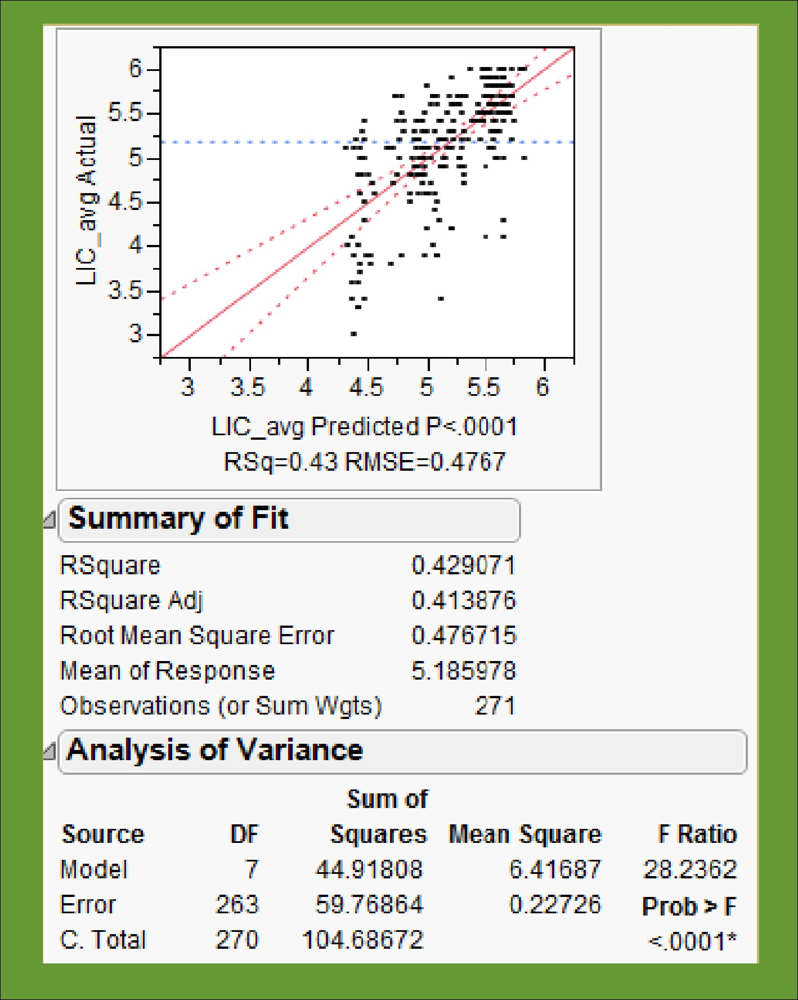 6
5.5
5
4.5
4
3.5
3
LIC_avg Actual
3 3.5 4 4.5 5 5.5 6
LIC_avg Predicted P<.0001
RSq=0.43 RMSE=0.4767
Summary of Fit
RSquare 0.429071
RSquare Adj 0.413876
Root Mean Square Error 0.476715
Mean of Response 5.185978
Observations (or Sum Wgts) 271
Analysis of Variance
Sum of
Source DF Squares Mean Square F Ratio
Model 7 44.91808 6.41687 28.2362
Error 263 59.76864 0.22726 Prob > F
C. Total 270 104.68672 <.0001*